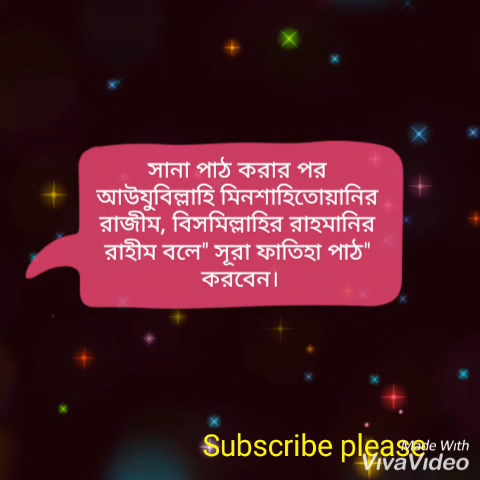 সানা পাঠ করার পর
আউযুবিল্লাহি মিনশাহিতোয়ানির
রাজীম, বিসমিল্লাহির রাহমানির
রাহীম বলে" সূরা ফাতিহা পাঠ"
করবেন।
Subscribe please
Made With
VivaVideo